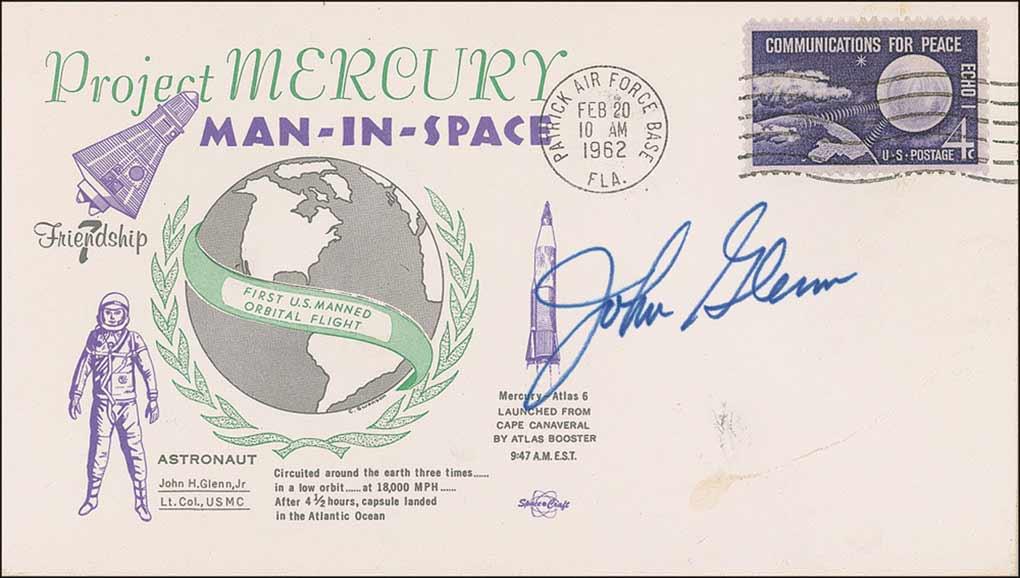 Project MERCURY
MAN-IN-SPACE
Friendship 7
PATRICK AIR FORCE BASE
FEB 20
10 AM
1962
FLA.
COMMUNICATIONS FOR PEACE
ECHO I
U·S·POSTAGE 4c
FIRST U.S. MANNED
ORBITAL FLIGHT
John Glenn
Mercury-Atlas 6
LAUNCHED FROM
CAPE CANAVERAL
BY ATLAS BOOSTER
9:47 A.M. E.S.T.
ASTRONAUT
John H.Glenn,Jr
Lt. Col., USMC
Circuited around the earth three times.....
in a low orbit.....at 18,000 MPH.....
After 4 1/2 hours, capsule landed
in the Atlantic Ocean
SpaceCraft